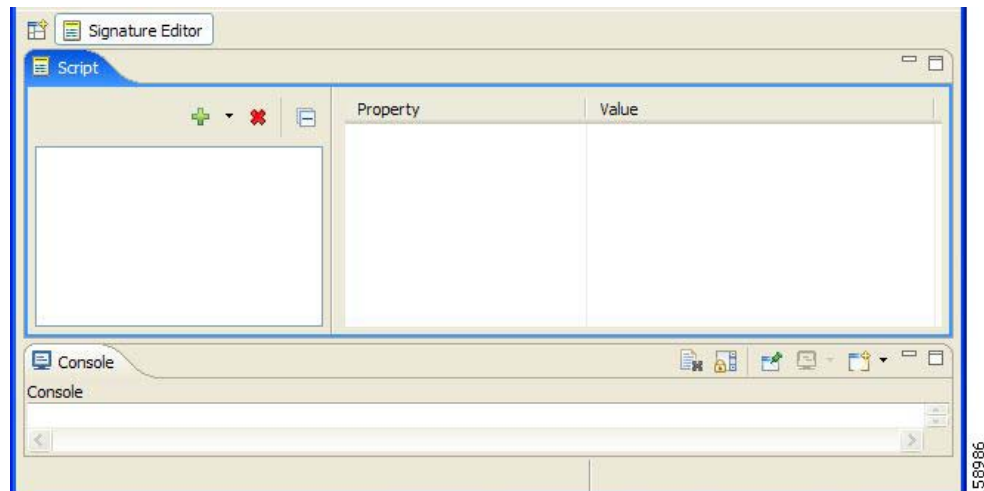 Signature Editor
Script
Property Value
Console
Console
58986